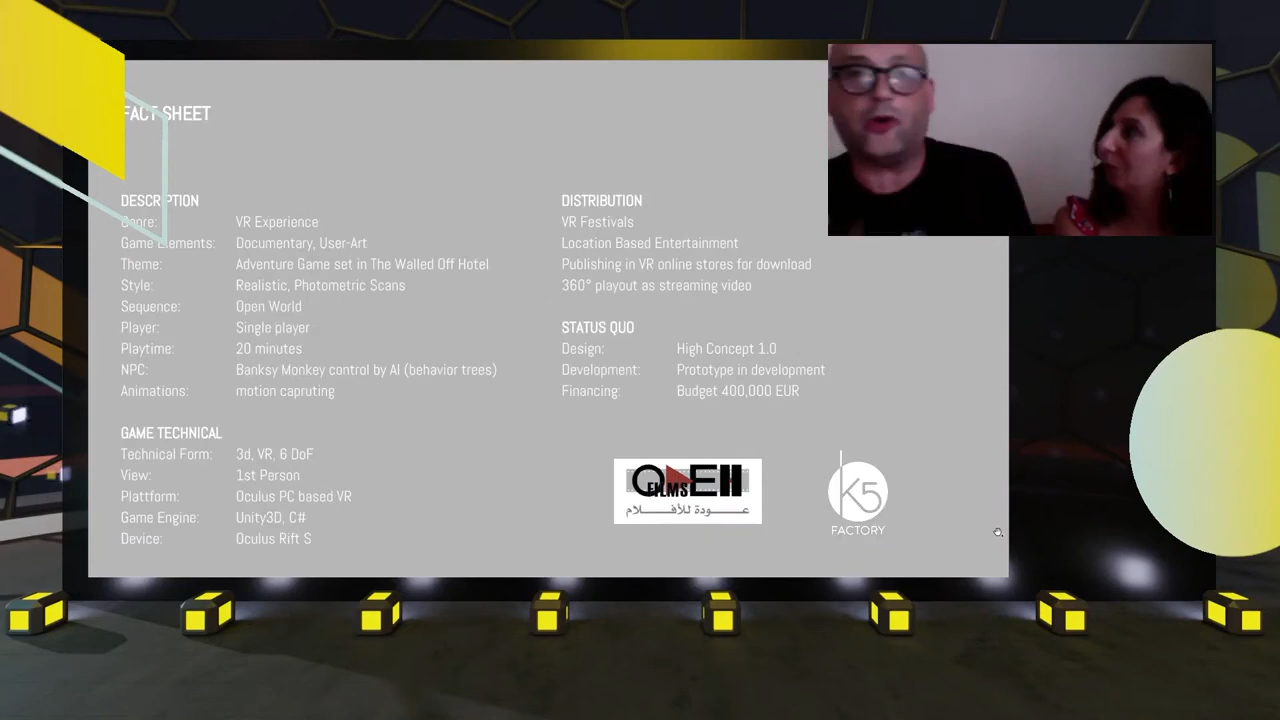 FACT SHEET
DESCRIPTION
Genre: VR Experience
Game Elements: Documentary, User-Art
Theme: Adventure Game set in The Walled Off Hotel
Style: Realistic, Photometric Scans
Sequence: Open World
Player: Single player
Playtime: 20 minutes
NPC: Banksy Monkey control by AI (behavior trees)
Animations: motion capruting
GAME TECHNICAL
Technical Form: 3d, VR, 6 DoF
View: 1st Person
Plattform: Oculus PC based VR
Game Engine: Unity3D, C#
Device: Oculus Rift S
DISTRIBUTION
VR Festivals
Location Based Entertainment
Publishing in VR online stores for download
360° playout as streaming video
STATUS QUO
Design: High Concept 1.0
Development: Prototype in development
Financing: Budget 400,000 EUR
FILMS
عـــودة للأفـــلام
K5
FACTORY